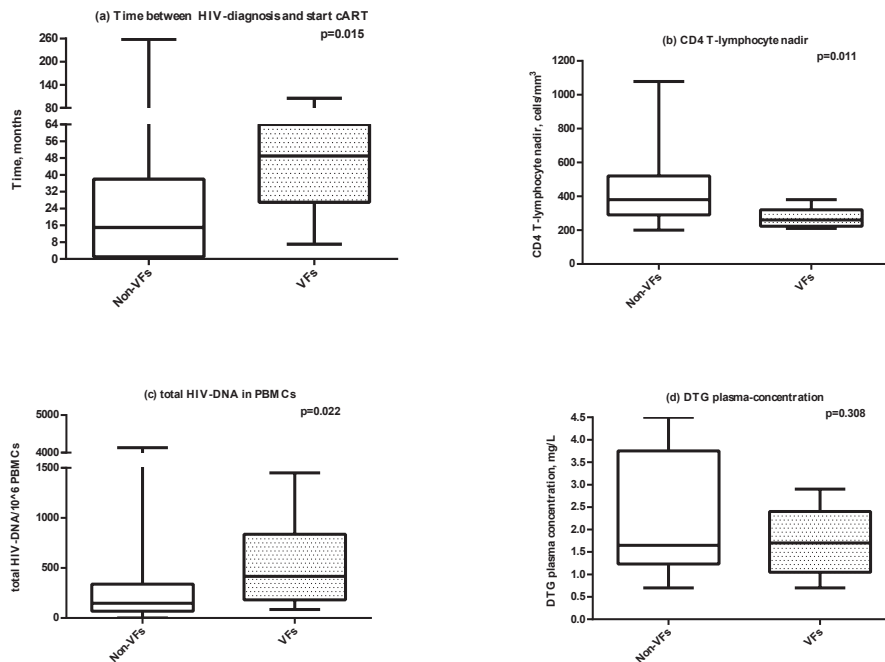 (a) Time between HIV-diagnosis and start cART
p=0.015
Time, months
260
200
140
80
64
56
48
40
32
24
16
8
0
Non-VFs
VFs
(b) CD4 T-lymphocyte nadir
p=0.011
CD4 T-lymphocyte nadir, cells/mm³
1200
1000
800
600
400
200
0
Non-VFs
VFs
(c) total HIV-DNA in PBMCs
p=0.022
total HIV-DNA/10^6 PBMCs
5000
4000
1500
1000
500
0
Non-VFs
VFs
(d) DTG plasma-concentration
p=0.308
DTG plasma concentration, mg/L
4.5
4.0
3.5
3.0
2.5
2.0
1.5
1.0
0.5
0.0
Non-VFs
VFs